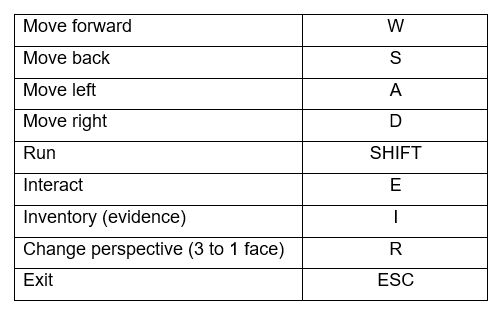 Move forward W
Move back S
Move left A
Move right D
Run SHIFT
Interact E
Inventory (evidence) I
Change perspective (3 to 1 face) R
Exit ESC